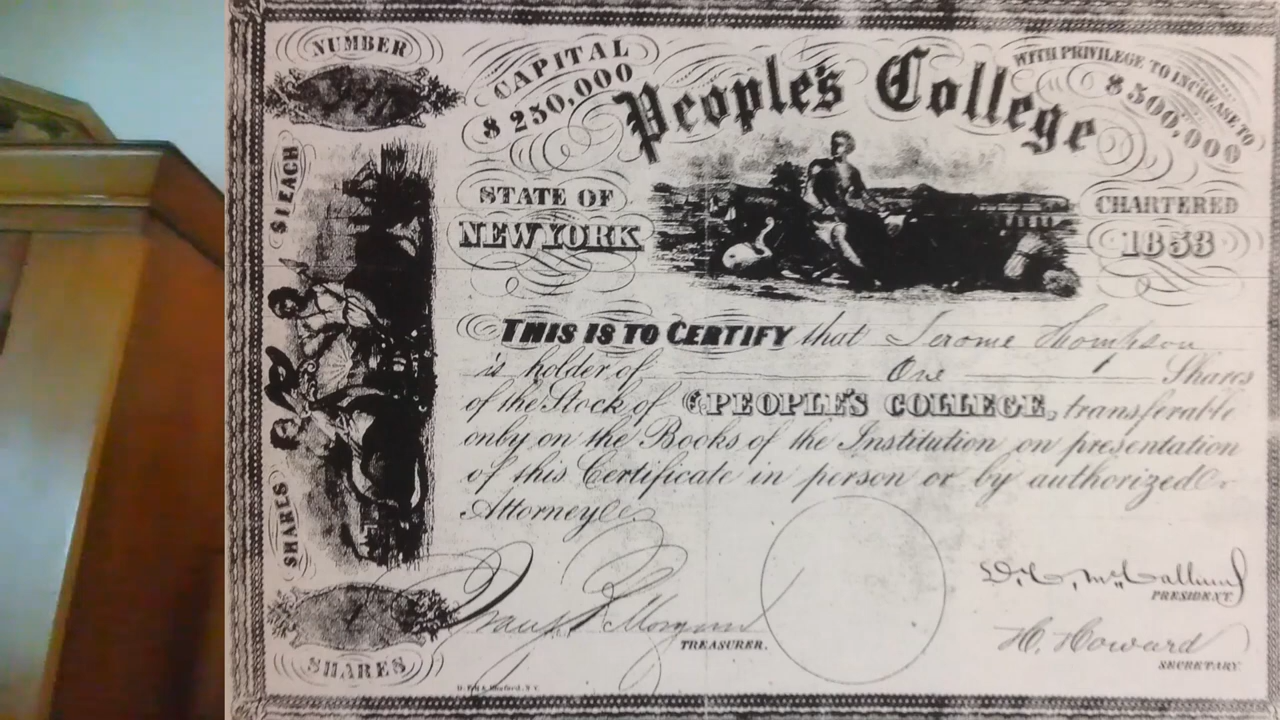 NUMBER
CAPITAL
$250,000
People's College
WITH PRIVILEGE TO INCREASE TO
$500,000
STATE OF
NEW YORK
CHARTERED
1853
$1 EACH
SHARES
THIS IS TO CERTIFY that Jerome Thompson
is holder of One 1 Shares
of the Stock of PEOPLE'S COLLEGE, transferable
only on the Books of the Institution on presentation
of this Certificate in person or by authorized
Attorney
D. C. McCallum
PRESIDENT
Morgan
TREASURER.
H. Howard
SECRETARY
1
SHARES